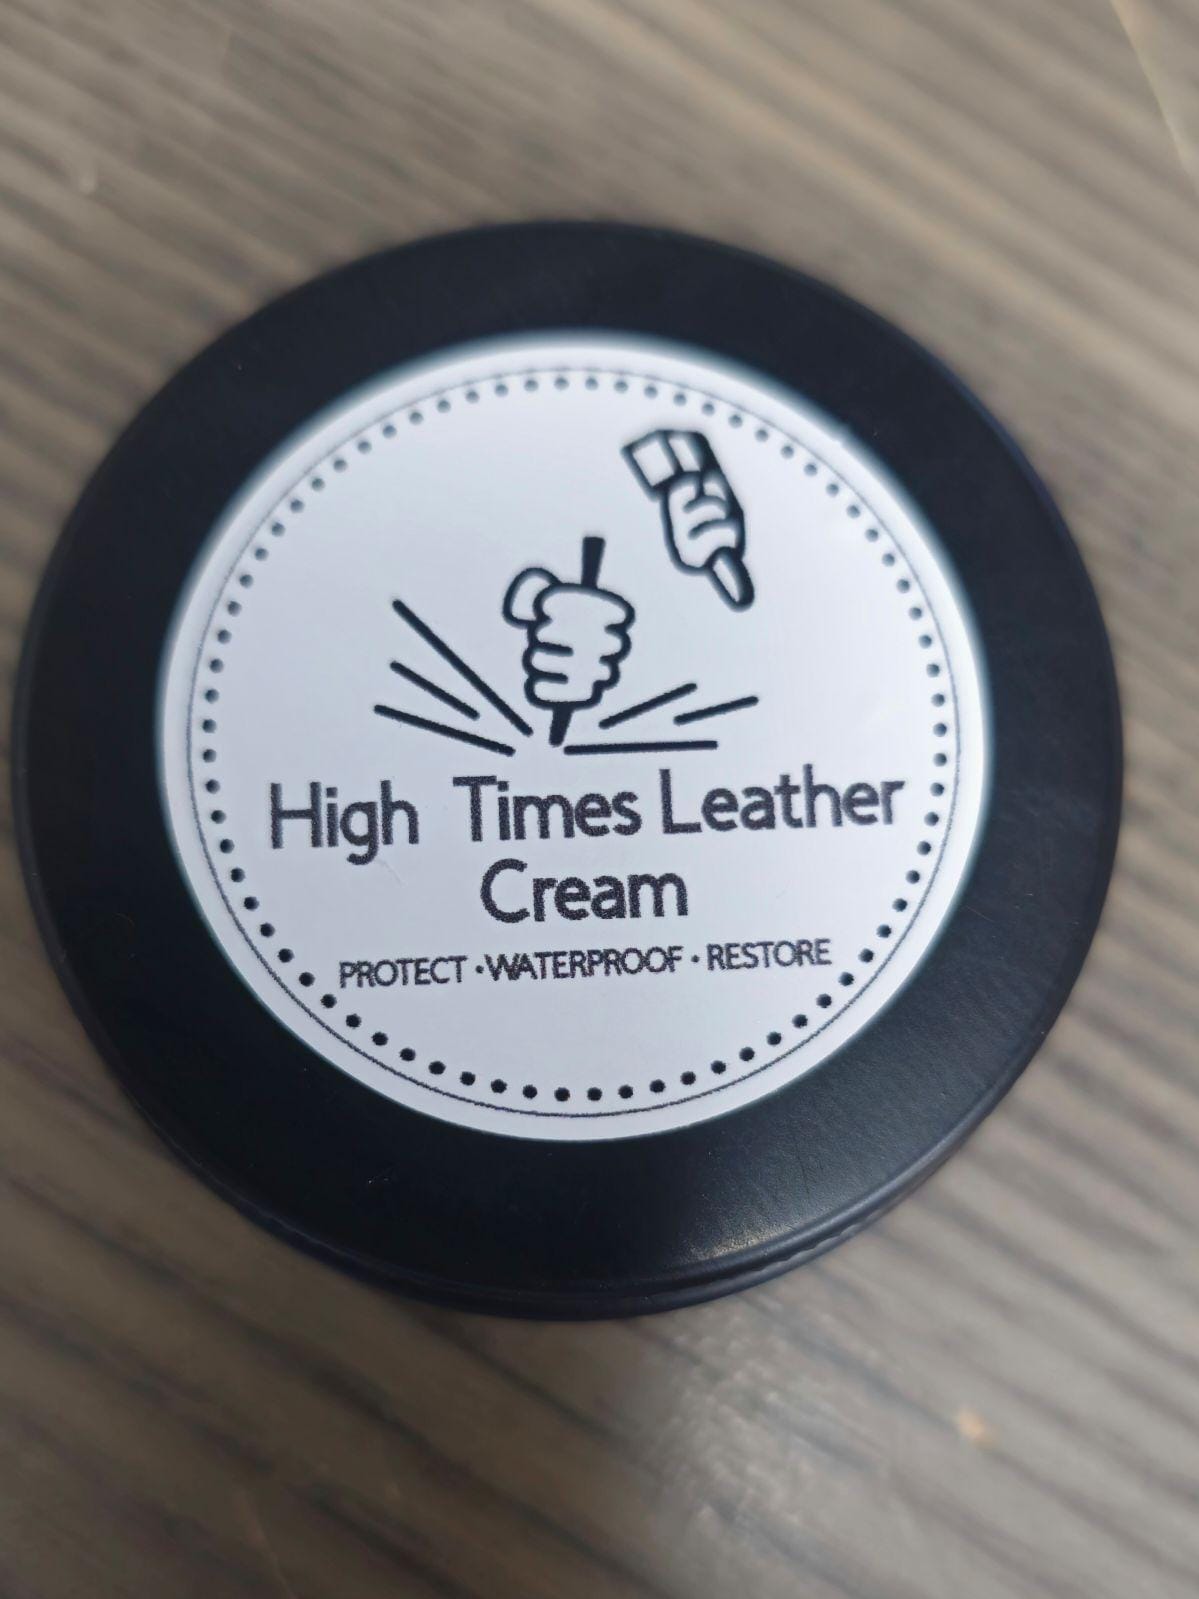 High Times Leather
Cream
PROTECT · WATERPROOF · RESTORE